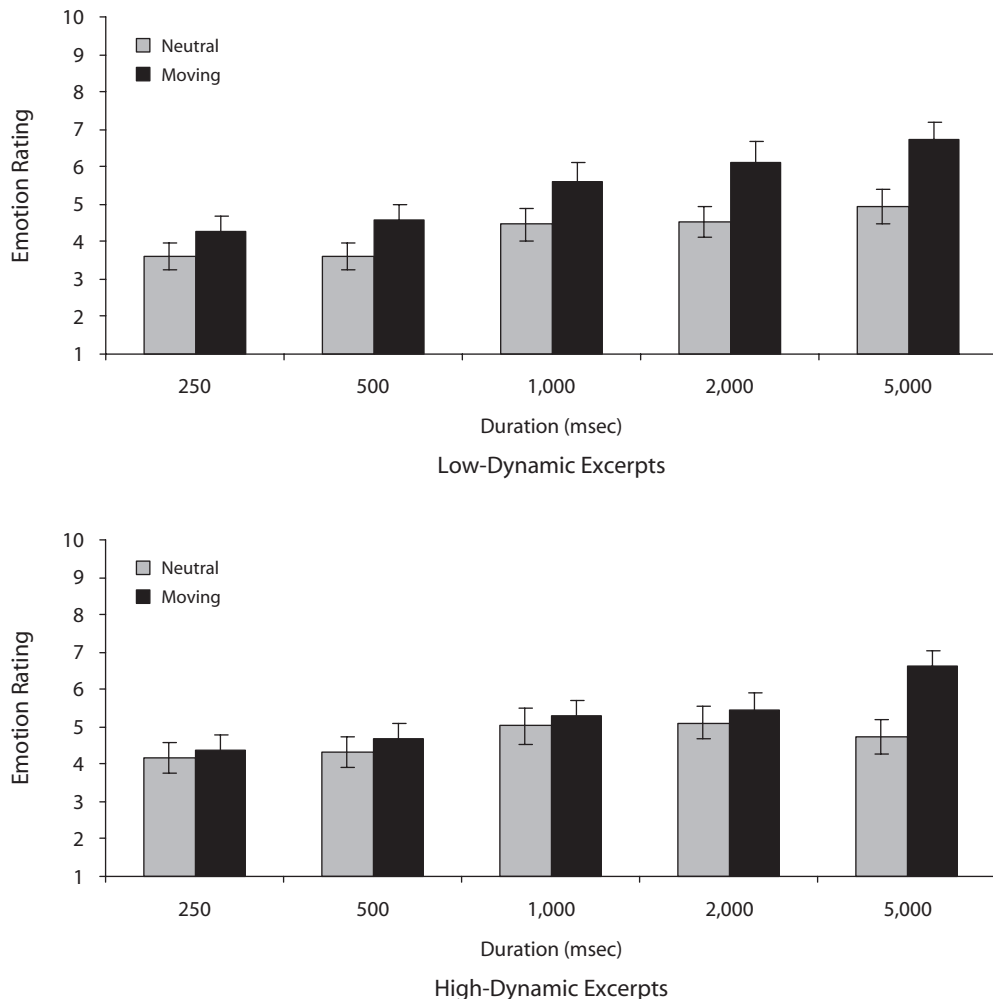 10
9
8
7
6
5
4
3
2
1
Emotion Rating
Neutral
Moving
250 500 1,000 2,000 5,000
Duration (msec)
Low-Dynamic Excerpts
10
9
8
7
6
5
4
3
2
1
Emotion Rating
Neutral
Moving
250 500 1,000 2,000 5,000
Duration (msec)
High-Dynamic Excerpts